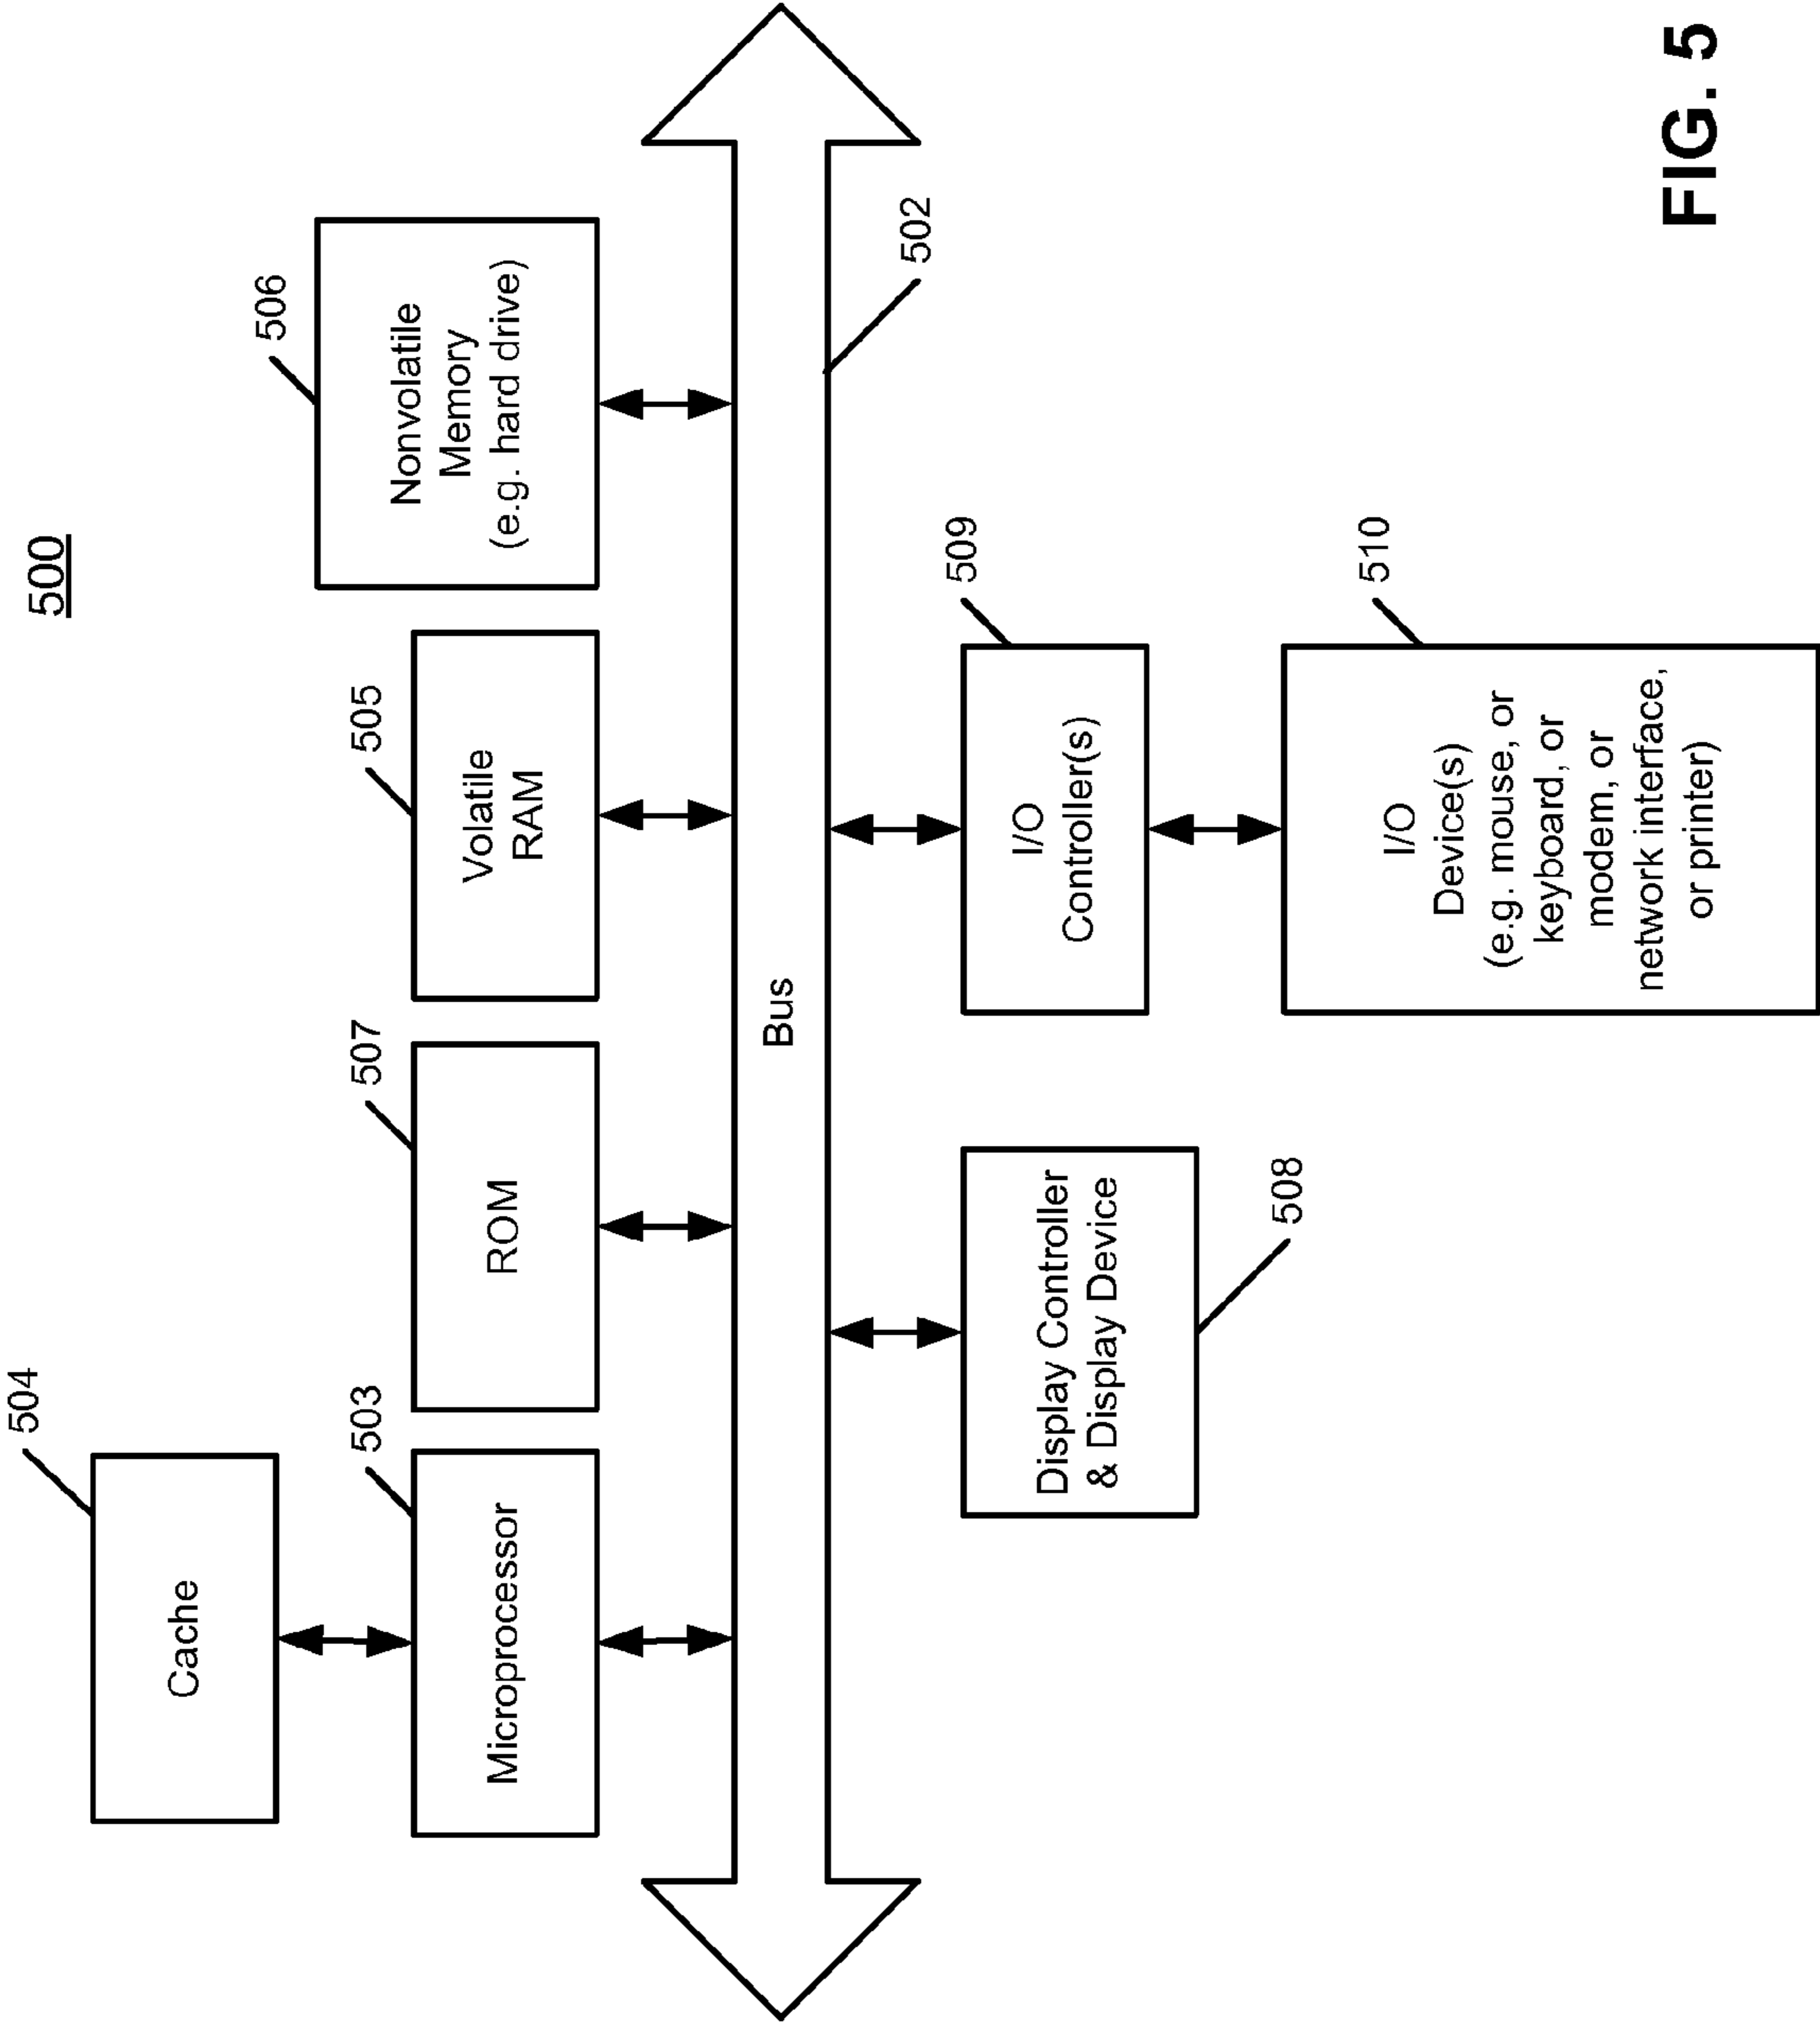 500
504
Cache
503
Microprocessor
507
ROM
505
Volatile
RAM
506
Nonvolatile
Memory
(e.g. hard drive)
Bus
502
Display Controller
& Display Device
508
509
I/O
Controller(s)
510
I/O
Device(s)
(e.g. mouse, or
keyboard, or
modem, or
network interface,
or printer)
FIG. 5